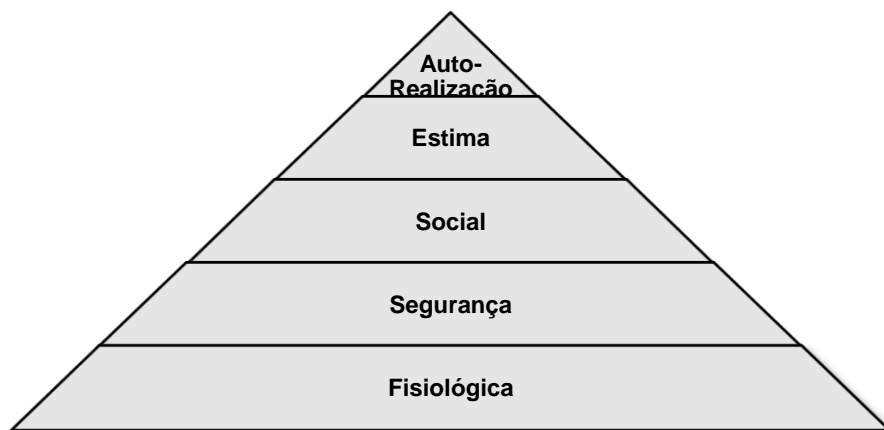 Auto-
Realização
Estima
Social
Segurança
Fisiológica